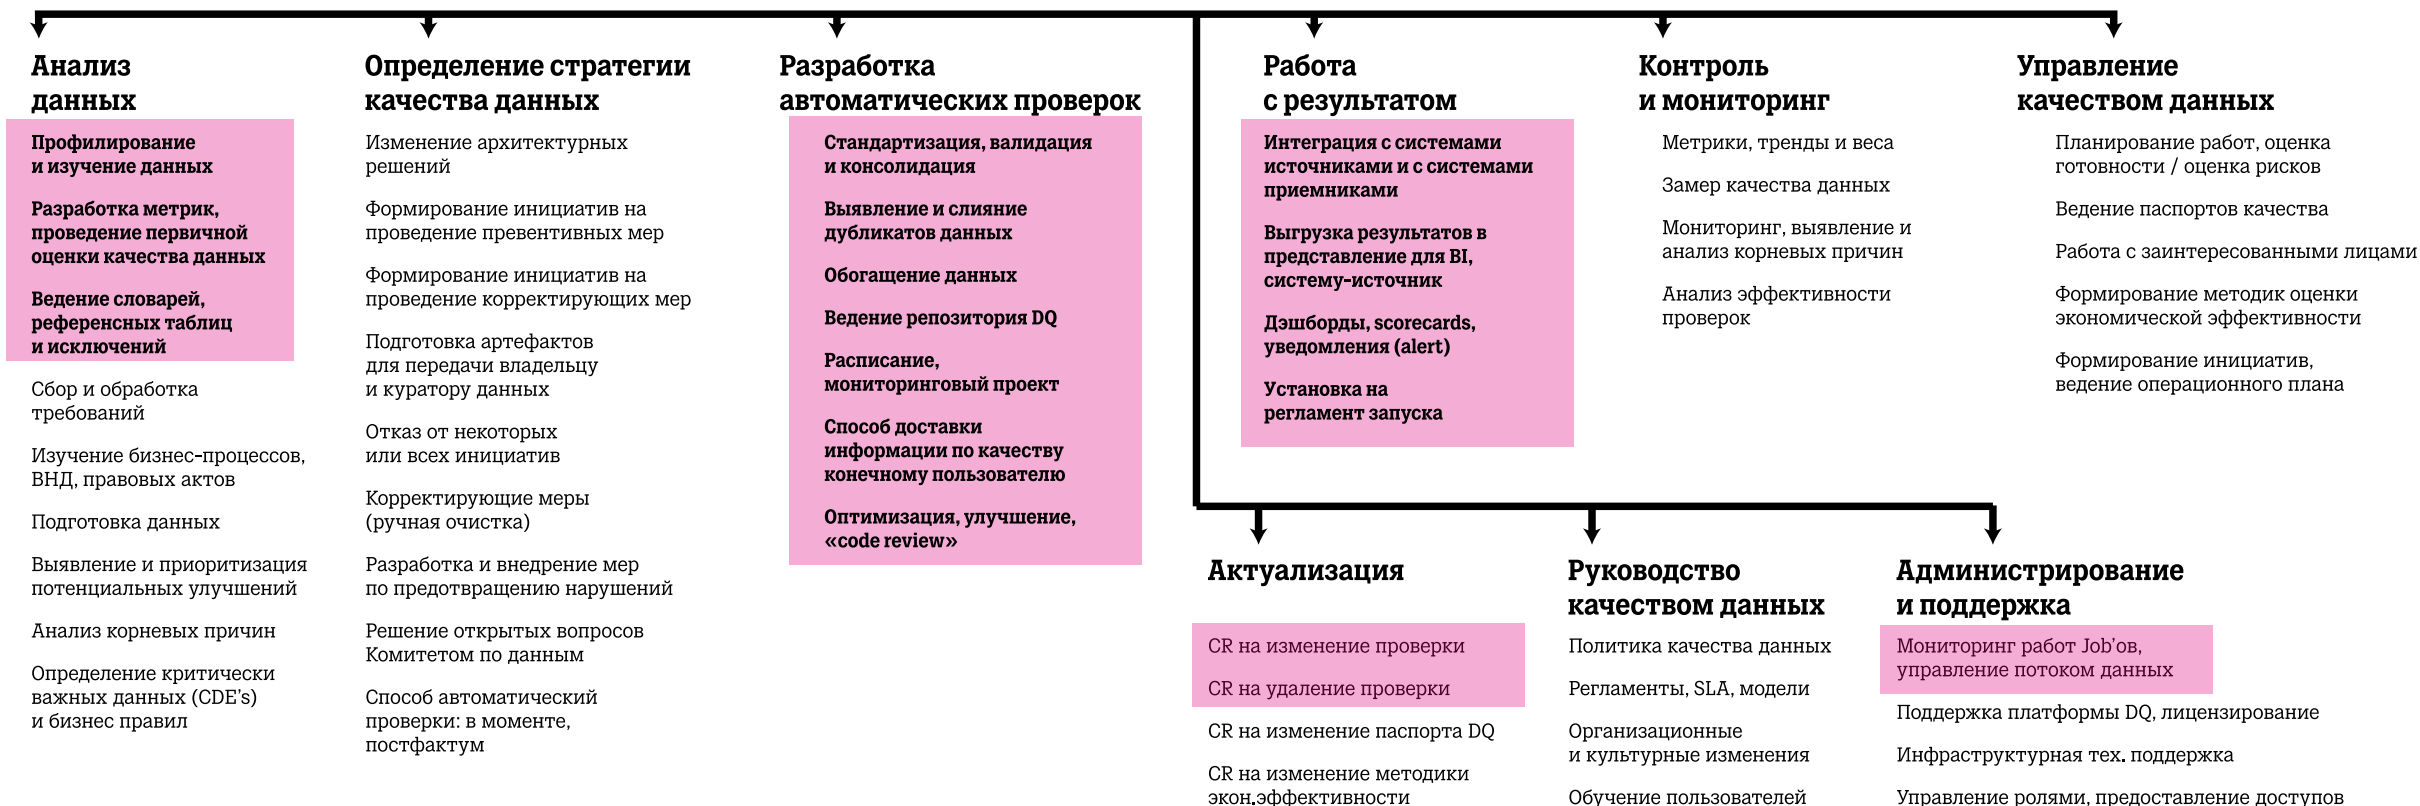 Анализ
данных
Профилирование
и изучение данных
Разработка метрик,
проведение первичной
оценки качества данных
Ведение словарей,
референсных таблиц
и исключений
Сбор и обработка
требований
Изучение бизнес-процессов,
ВНД, правовых актов
Подготовка данных
Выявление и приоритизация
потенциальных улучшений
Анализ корневых причин
Определение критически
важных данных (CDE's)
и бизнес правил
Определение стратегии
качества данных
Изменение архитектурных
решений
Формирование инициатив на
проведение превентивных мер
Формирование инициатив на
проведение корректирующих мер
Подготовка артефактов
для передачи владельцу
и куратору данных
Отказ от некоторых
или всех инициатив
Корректирующие меры
(ручная очистка)
Разработка и внедрение мер
по предотвращению нарушений
Решение открытых вопросов
Комитетом по данным
Способ автоматический
проверки: в моменте,
постфактум
Разработка
автоматических проверок
Стандартизация, валидация
и консолидация
Выявление и слияние
дубликатов данных
Обогащение данных
Ведение репозитория DQ
Расписание,
мониторинговый проект
Способ доставки
информации по качеству
конечному пользователю
Оптимизация, улучшение,
«code review»
Работа
с результатом
Интеграция с системами
источниками и с системами
приемниками
Выгрузка результатов в
представление для BI,
систему-источник
Дэшборды, scorecards,
уведомления (alert)
Установка на
регламент запуска
Контроль
и мониторинг
Метрики, тренды и веса
Замер качества данных
Мониторинг, выявление и
анализ корневых причин
Анализ эффективности
проверок
Управление
качеством данных
Планирование работ, оценка
готовности / оценка рисков
Ведение паспортов качества
Работа с заинтересованными лицами
Формирование методик оценки
экономической эффективности
Формирование инициатив,
ведение операционного плана
Актуализация
CR на изменение проверки
CR на удаление проверки
CR на изменение паспорта DQ
CR на изменение методики
экон.эффективности
Руководство
качеством данных
Политика качества данных
Регламенты, SLA, модели
Организационные
и культурные изменения
Обучение пользователей
Администрирование
и поддержка
Мониторинг работ Job'ов,
управление потоком данных
Поддержка платформы DQ, лицензирование
Инфраструктурная тех. поддержка
Управление ролями, предоставление доступов